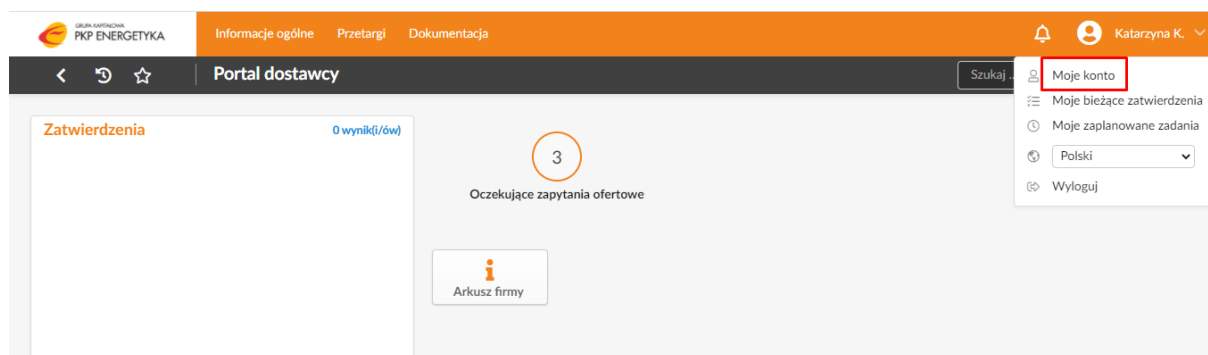 GRUPA KAPITAŁOWA
PKP ENERGETYKA
Informacje ogólne Przetargi Dokumentacja
Katarzyna K.
Portal dostawcy
Szukaj ..
Moje konto
Moje bieżące zatwierdzenia
Moje zaplanowane zadania
Polski
Wyloguj
Zatwierdzenia 0 wynik(i/ów)
3
Oczekujące zapytania ofertowe
Arkusz firmy